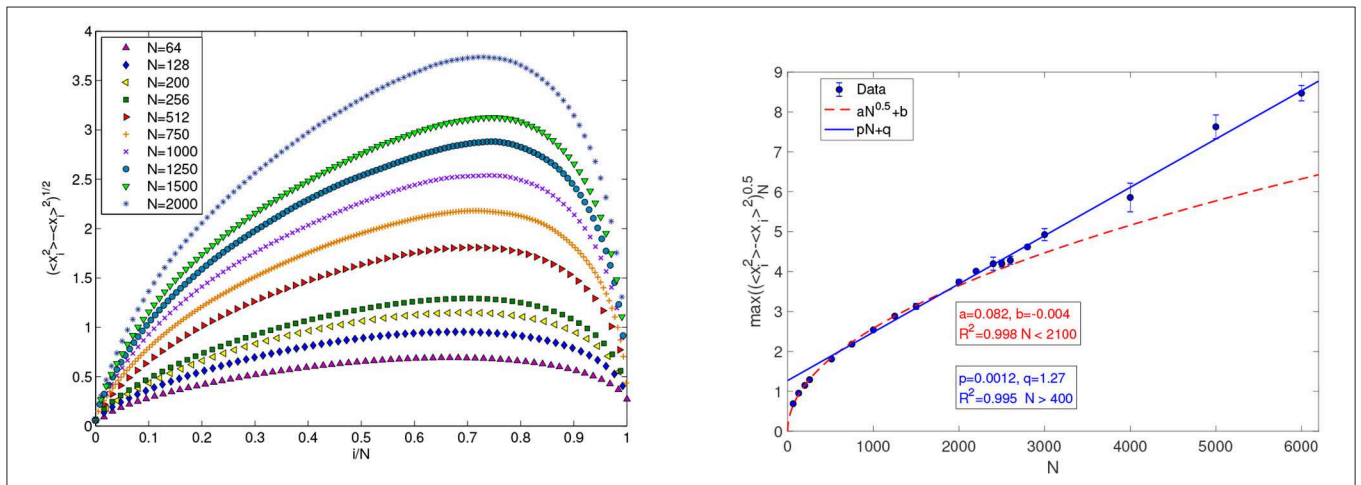 4
3.5
3
2.5
2
1.5
1
0.5
0
0 0.1 0.2 0.3 0.4 0.5 0.6 0.7 0.8 0.9 1
i/N
(<x_i^2>-<x_i>^2)^{1/2}
N=64
N=128
N=200
N=256
N=512
N=750
N=1000
N=1250
N=1500
N=2000
9
8
7
6
5
4
3
2
1
0
0 1000 2000 3000 4000 5000 6000
N
max((<x_i^2>-<x_i>^2)_N^{0.5}
Data
aN^{0.5}+b
pN+q
a=0.082, b=-0.004
R^2=0.998 N < 2100
p=0.0012, q=1.27
R^2=0.995 N > 400